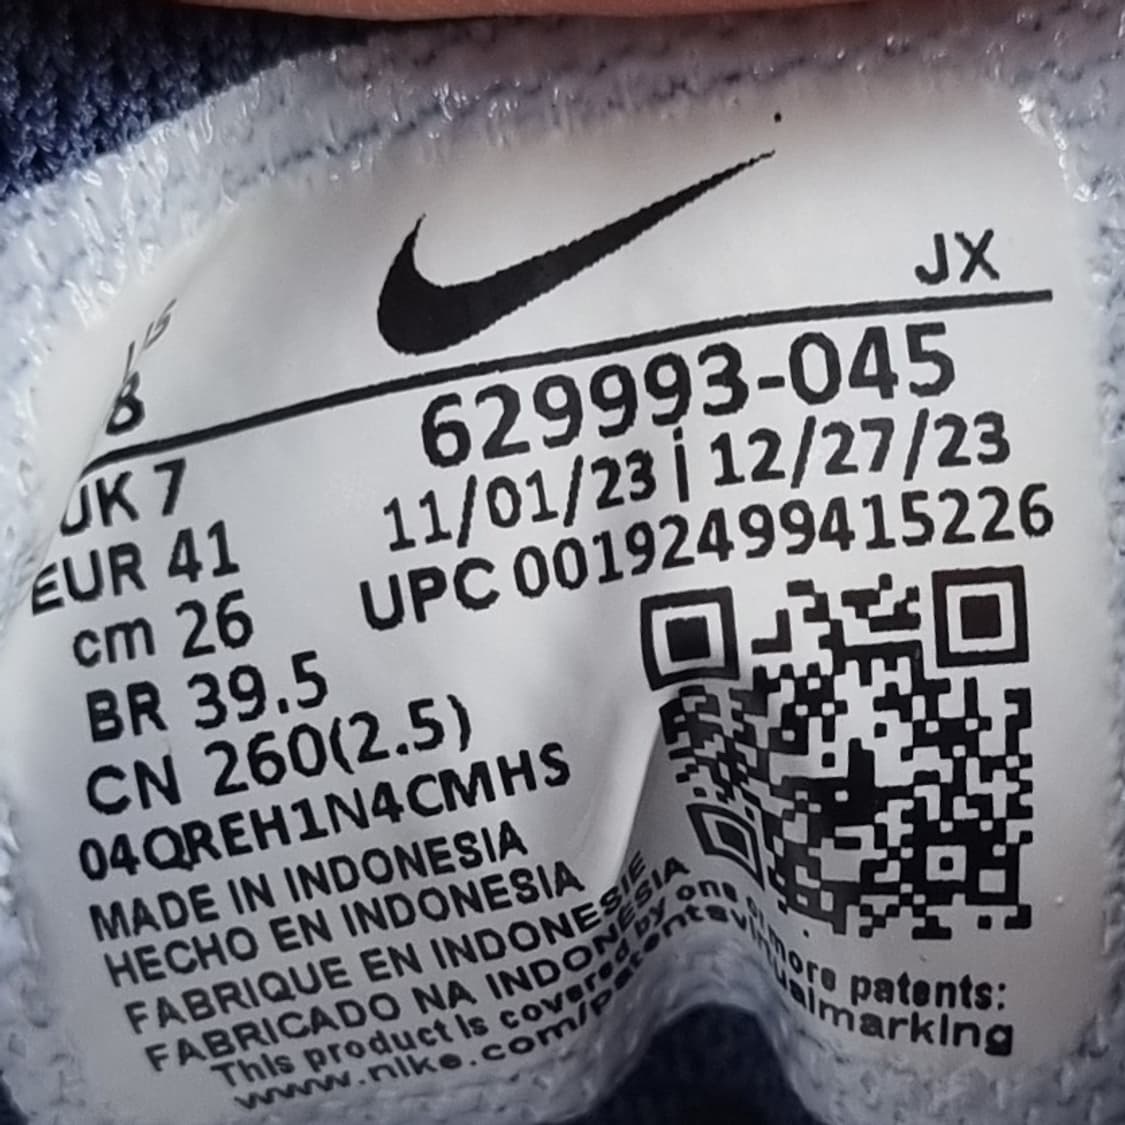 JX
US 8
629993-045
11/01/23 | 12/27/23
UPC 00192499415226
UK 7
EUR 41
cm 26
BR 39.5
CN 260(2.5)
04QREH1N4CMHS
MADE IN INDONESIA
HECHO EN INDONESIA
FABRIQUE EN INDONESIE
FABRICADO NA INDONESIA
This product is covered by one or more patents:
www.nike.com/patentsvirtualmarking